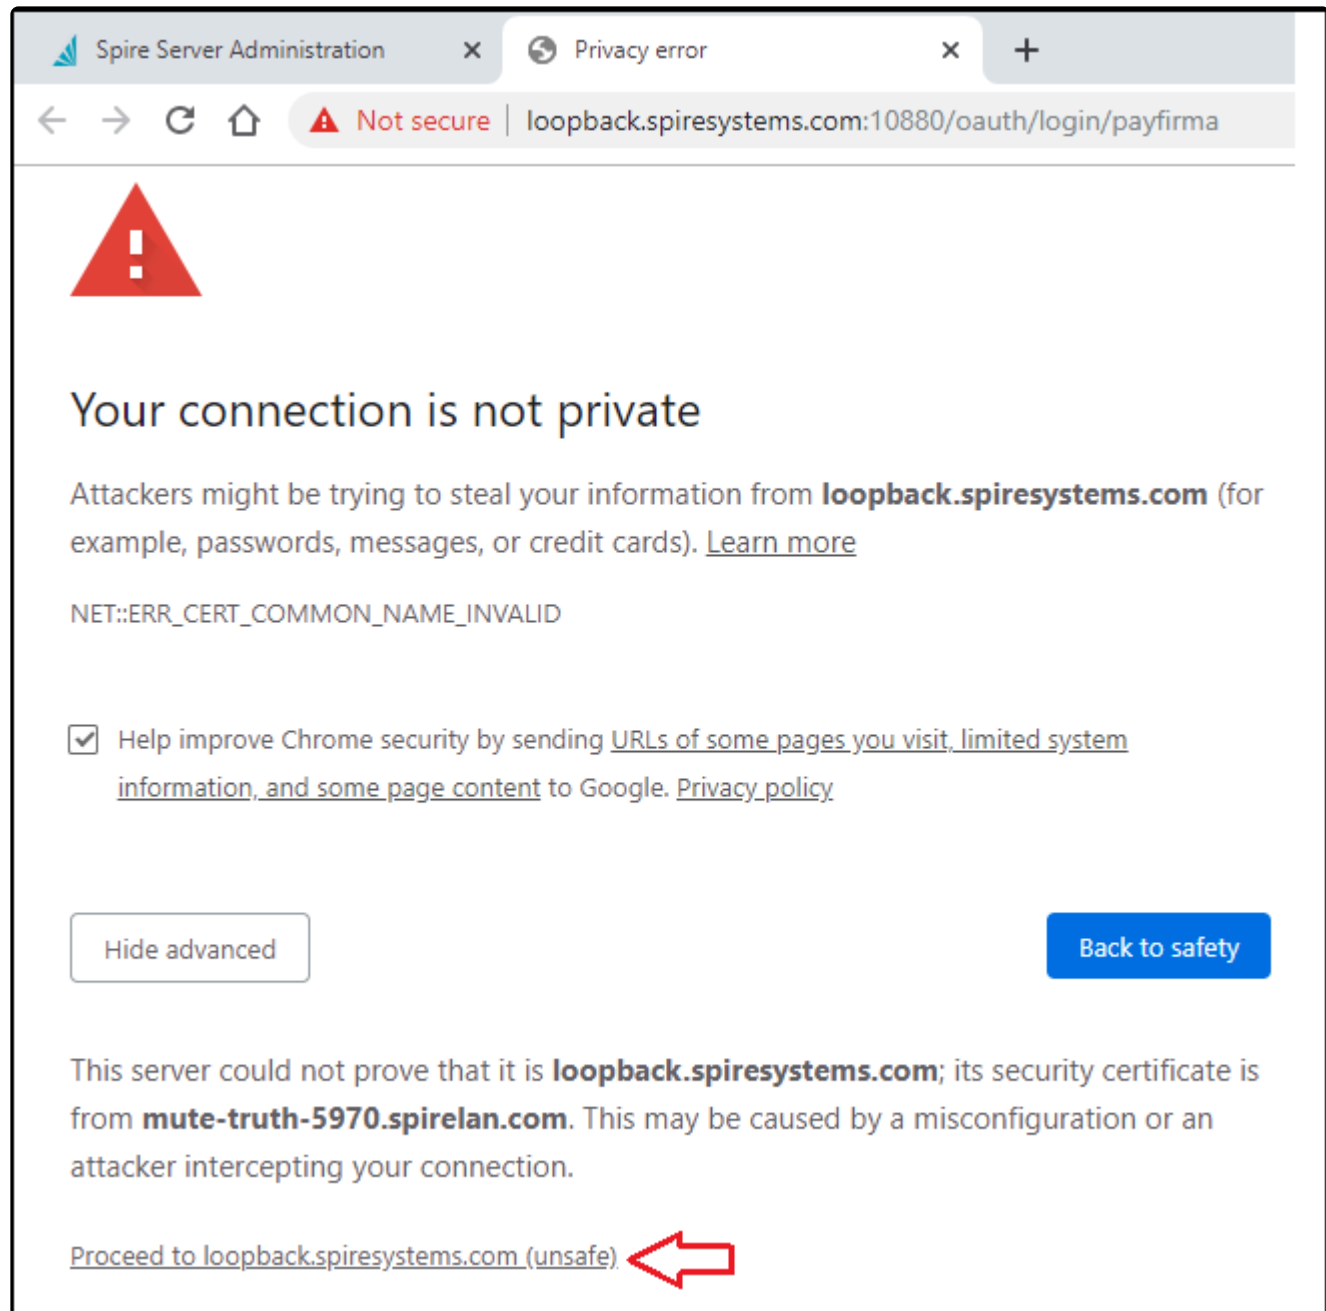 Spire Server Administration
Privacy error
Not secure | loopback.spiresystems.com:10880/oauth/login/payfirma
Your connection is not private
Attackers might be trying to steal your information from loopback.spiresystems.com (for
example, passwords, messages, or credit cards). Learn more
NET::ERR_CERT_COMMON_NAME_INVALID
Help improve Chrome security by sending URLs of some pages you visit, limited system
information, and some page content to Google. Privacy policy
Hide advanced
Back to safety
This server could not prove that it is loopback.spiresystems.com; its security certificate is
from mute-truth-5970.spirelan.com. This may be caused by a misconfiguration or an
attacker intercepting your connection.
Proceed to loopback.spiresystems.com (unsafe)